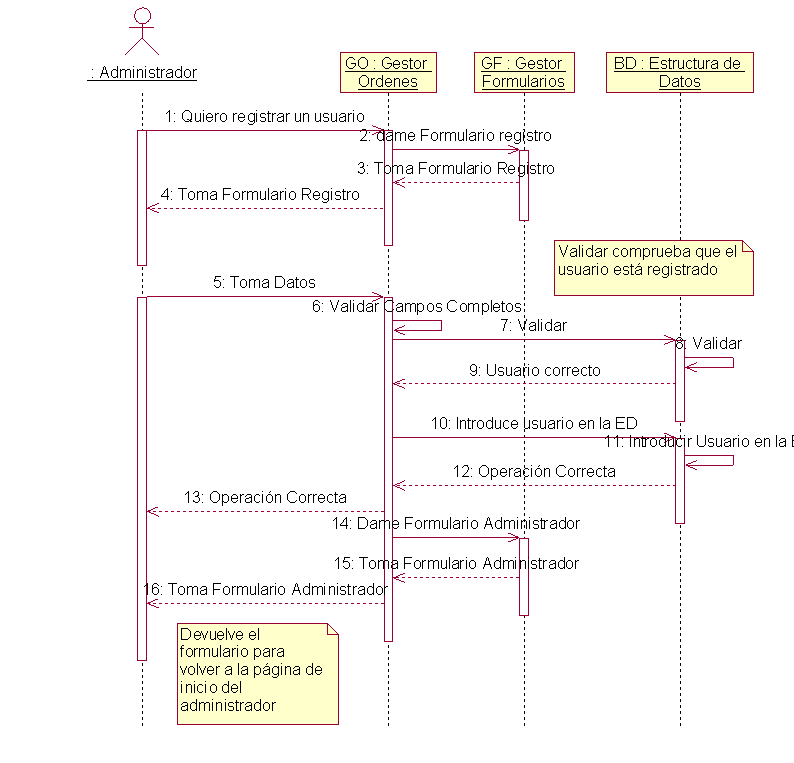 : Administrador
GO : Gestor
Ordenes
GF : Gestor
Formularios
BD : Estructura de
Datos
1: Quiero registrar un usuario
2: dame Formulario registro
3: Toma Formulario Registro
4: Toma Formulario Registro
Validar comprueba que el
usuario está registrado
5: Toma Datos
6: Validar Campos Completos
7: Validar
8: Validar
9: Usuario correcto
10: Introduce usuario en la ED
11: Introducir Usuario en la
12: Operación Correcta
13: Operación Correcta
14: Dame Formulario Administrador
15: Toma Formulario Administrador
16: Toma Formulario Administrador
Devuelve el
formulario para
volver a la página de
inicio del
administrador